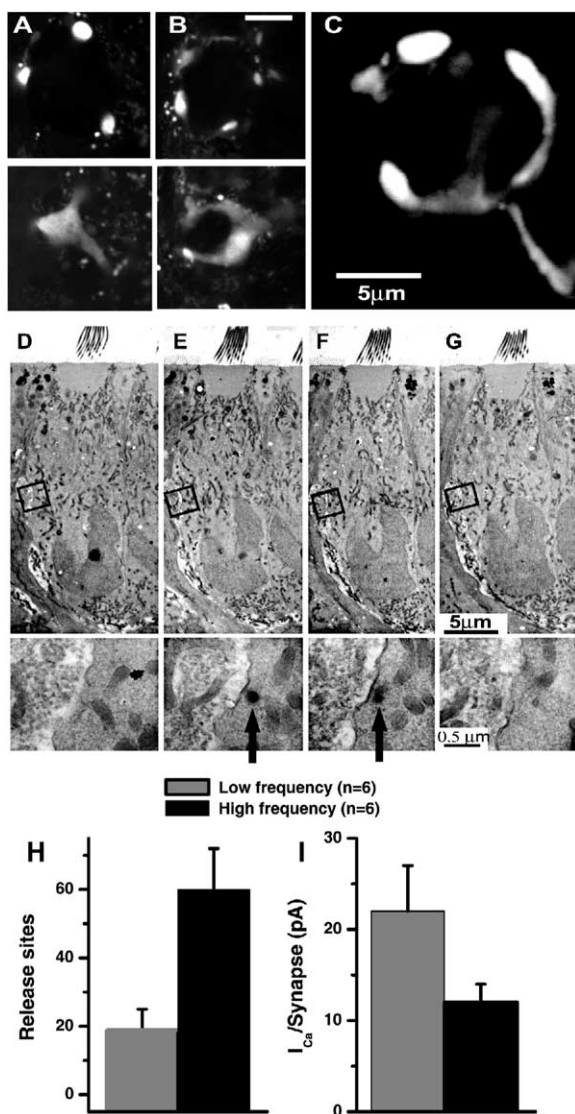 A B C
5μm
D E F G
5μm
0.5 μm
Low frequency (n=6)
High frequency (n=6)
H I
Release sites
60
40
20
0
I_Ca/Synapse (pA)
30
20
10
0